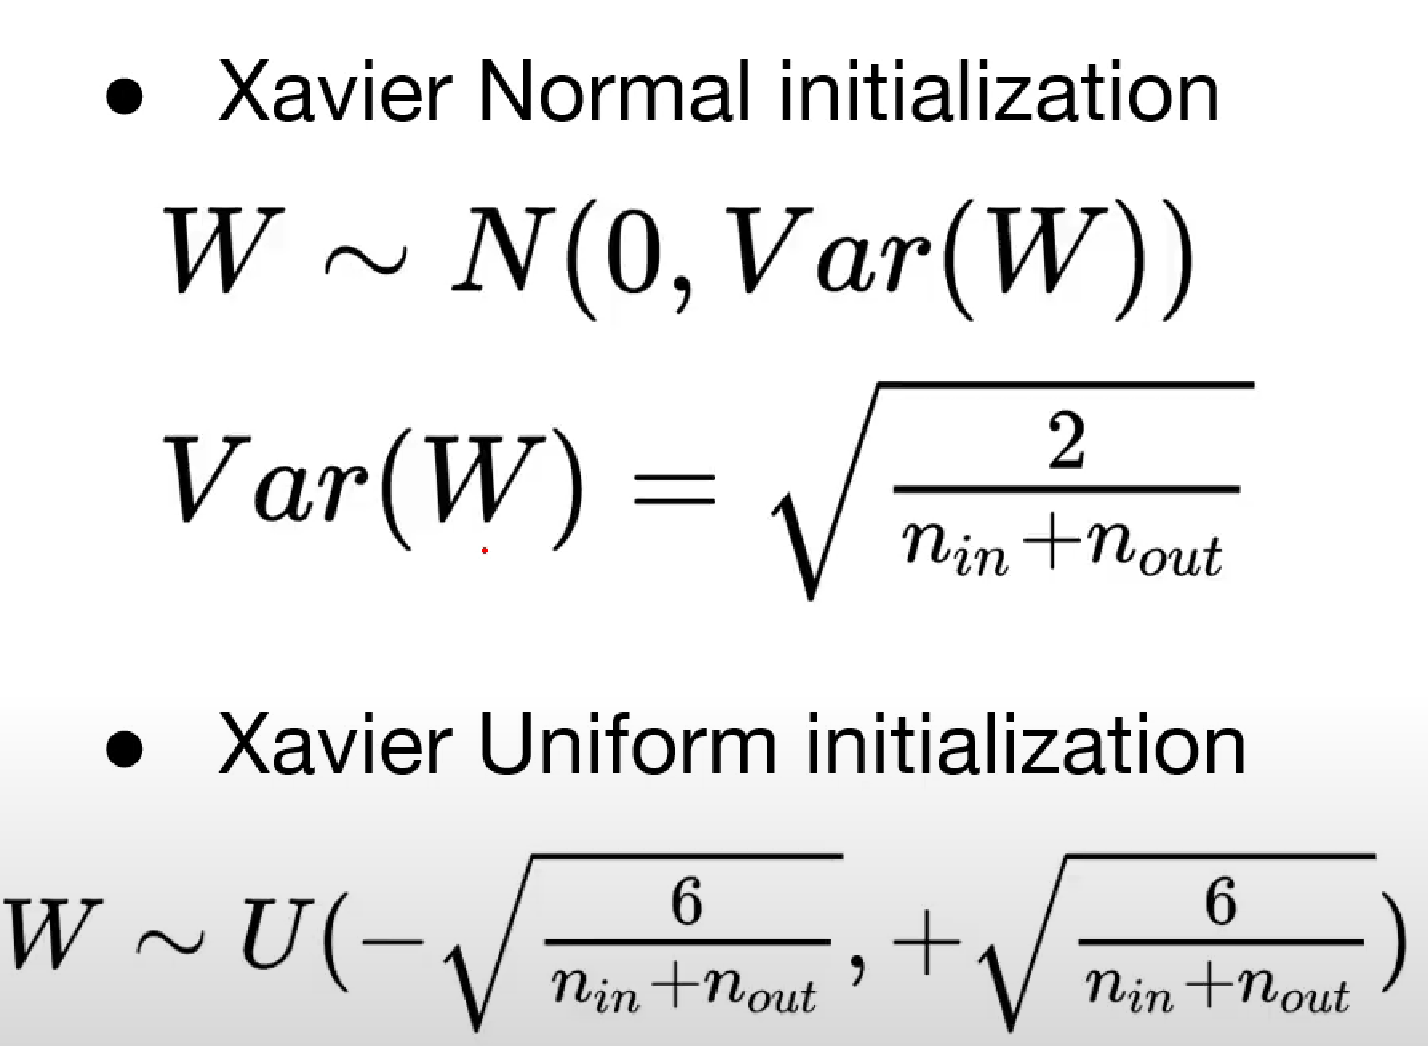 ● Xavier Normal initialization
W ∼ N(0, Var(W))
Var(W) = √(2/(n_in+n_out))
● Xavier Uniform initialization
W ∼ U(−√(6/(n_in+n_out)), +√(6/(n_in+n_out)))